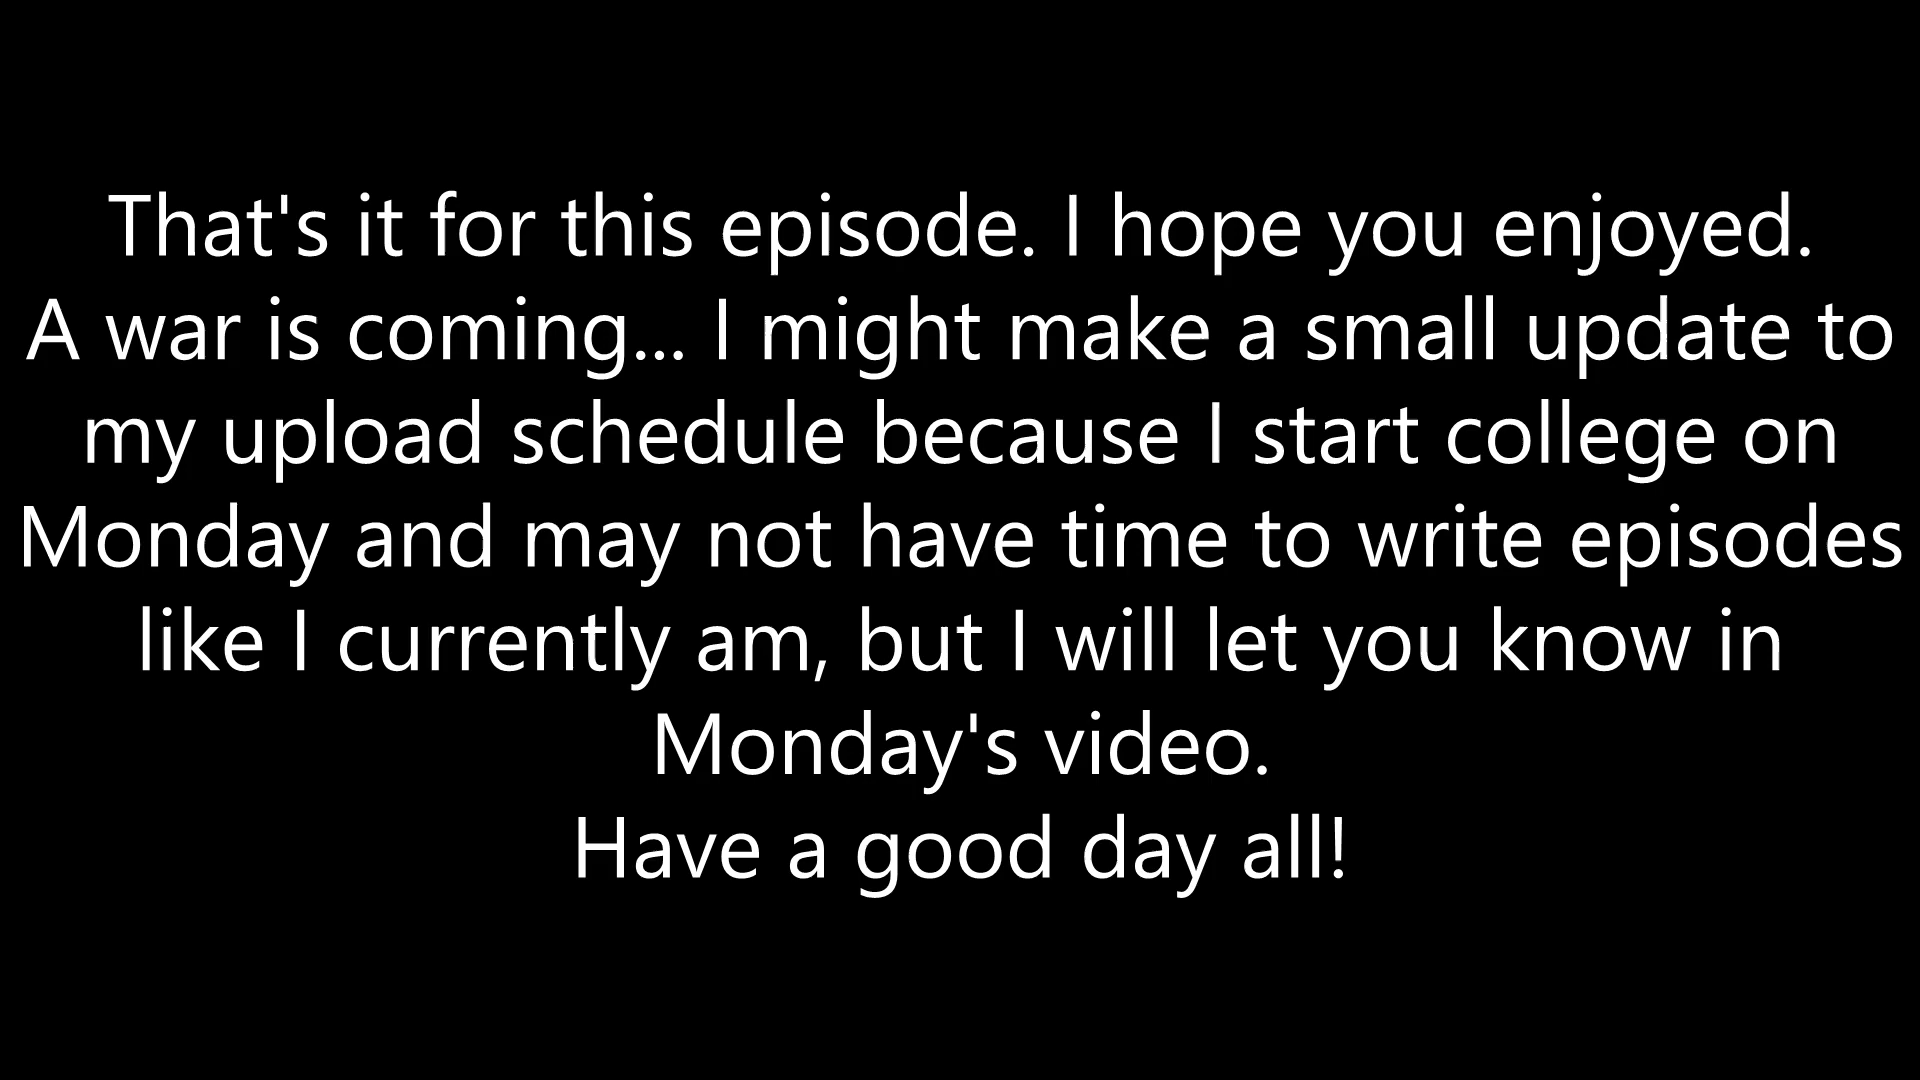 That's it for this episode. I hope you enjoyed.
A war is coming... I might make a small update to
my upload schedule because I start college on
Monday and may not have time to write episodes
like I currently am, but I will let you know in
Monday's video.
Have a good day all!